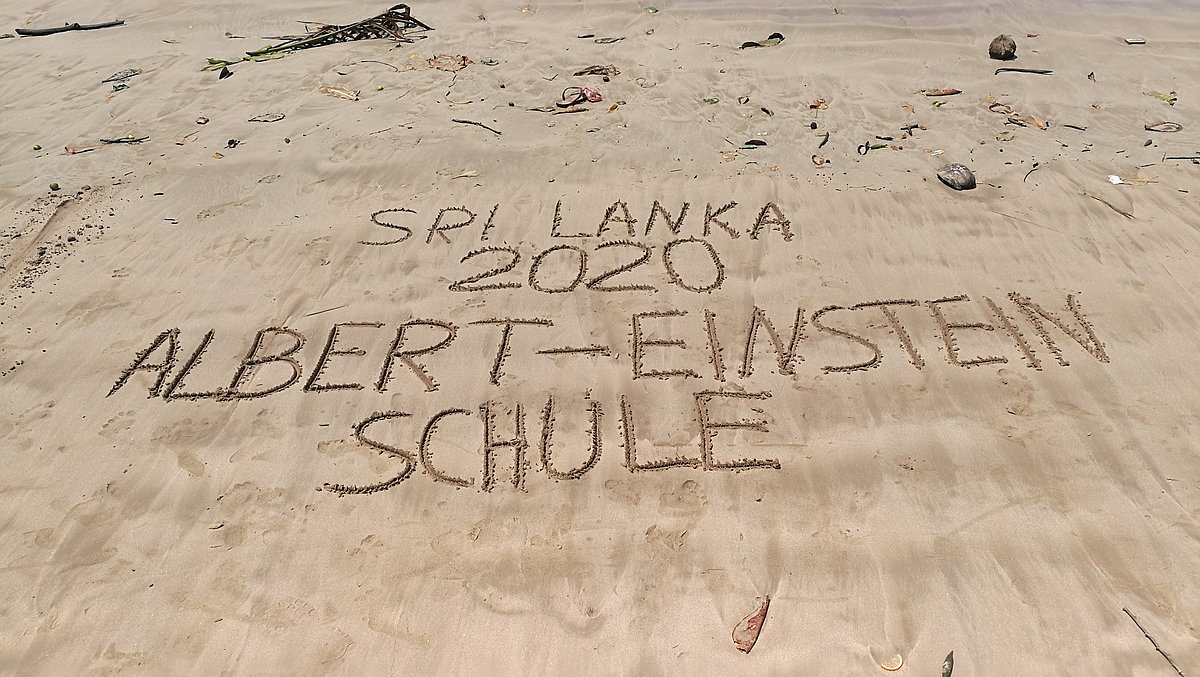 SRI LANKA
2020
ALBERT-EINSTEIN
SCHULE